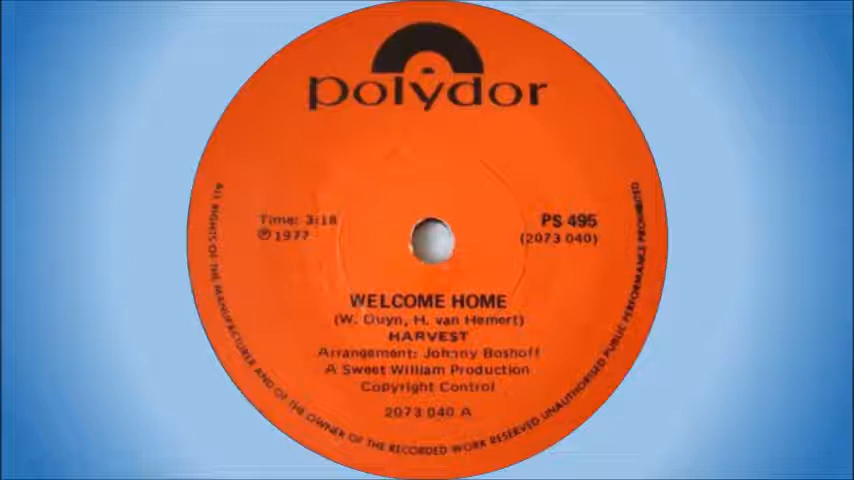 polydor
Time: 3:18
℗ 1977
PS 495
(2073 040)
WELCOME HOME
(W. Duyn, H. van Hemert)
HARVEST
Arrangement: Johnny Boshoff
A Sweet William Production
Copyright Control
2073 040 A
ALL RIGHTS OF THE MANUFACTURER AND OF THE OWNER OF THE RECORDED WORK RESERVED UNAUTHORISED PUBLIC PERFORMANCE PROHIBITED